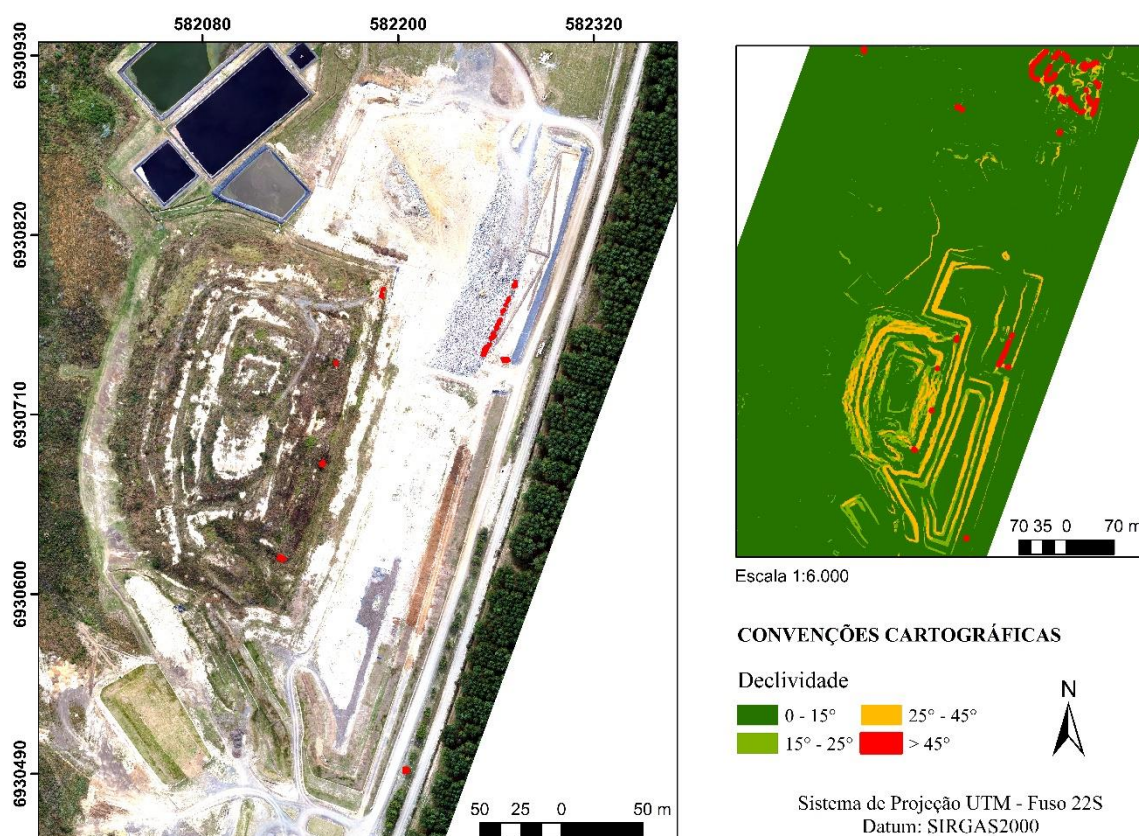 582080 582200 582320
6930930
6930820
6930710
6930600
6930490
50 25 0 50 m
70 35 0 70 m
Escala 1:6.000
CONVENÇÕES CARTOGRÁFICAS
Declividade
0 - 15° 25° - 45°
15° - 25° > 45°
N
Sistema de Projeção UTM - Fuso 22S
Datum: SIRGAS2000